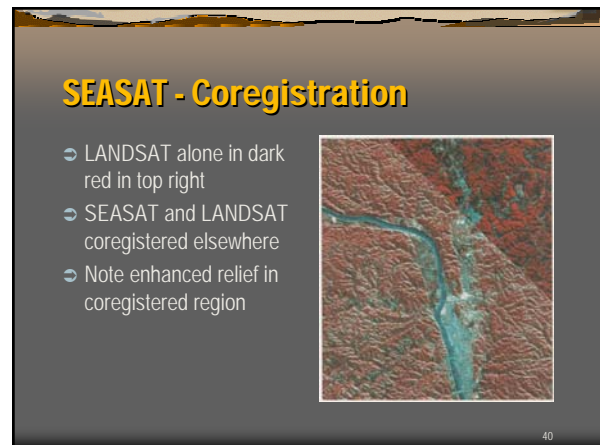 SEASAT - Coregistration
LANDSAT alone in dark
red in top right
SEASAT and LANDSAT
coregistered elsewhere
Note enhanced relief in
coregistered region
40